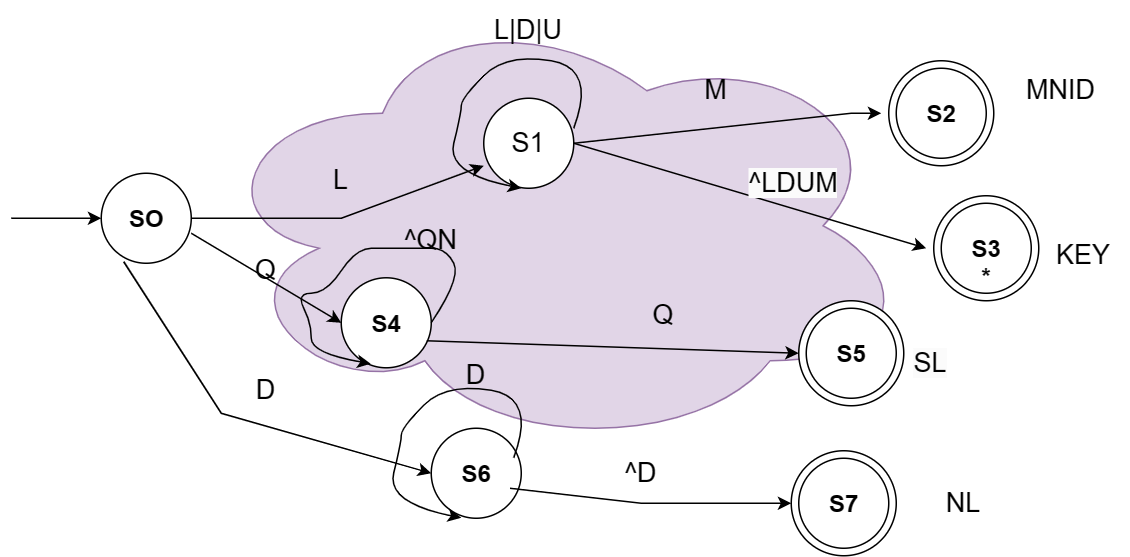 L|D|U
M
S2
MNID
S1
L
^LDUM
SO
S3
*
KEY
^QN
Q
S4
Q
S5
SL
D
D
S6
^D
S7
NL